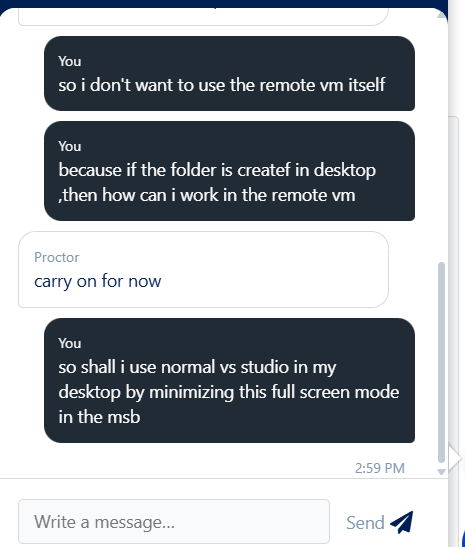 You
so i don't want to use the remote vm itself
You
because if the folder is createf in desktop
,then how can i work in the remote vm
Proctor
carry on for now
You
so shall i use normal vs studio in my
desktop by minimizing this full screen mode
in the msb
2:59 PM
Write a message...
Send